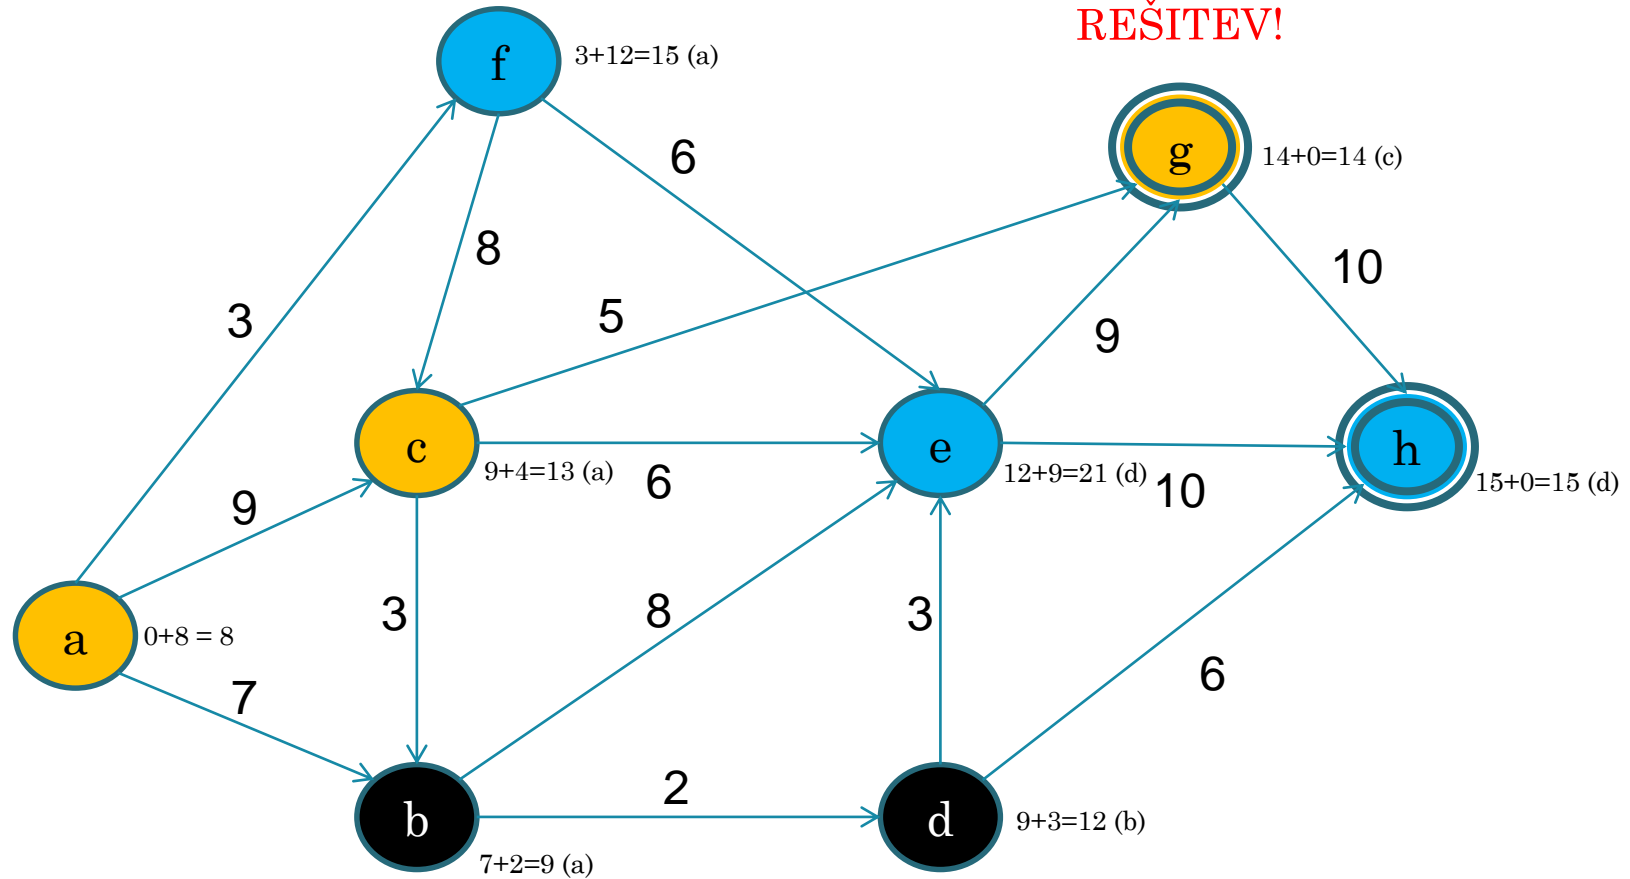 REŠITEV!
f
3+12=15 (a)
6
g
14+0=14 (c)
8
10
3
5
9
c
9+4=13 (a)
6
e
12+9=21 (d)
10
h
15+0=15 (d)
9
3
8
3
a
0+8 = 8
7
6
2
b
7+2=9 (a)
d
9+3=12 (b)